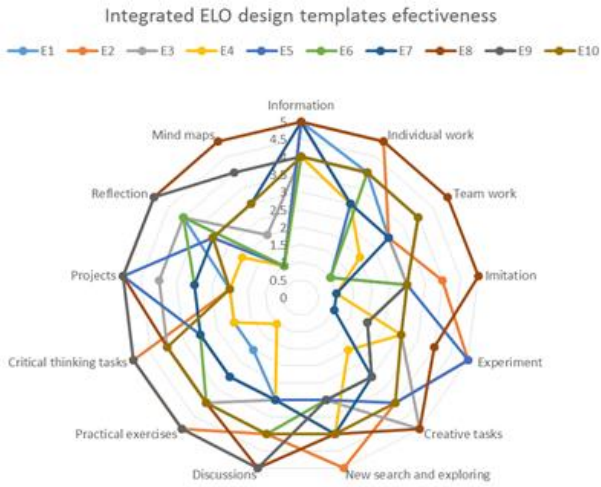 Integrated ELO design templates efectiveness
E1 E2 E3 E4 E5 E6 E7 E8 E9 E10
Information
Mind maps
Individual work
Reflection
Team work
Projects
Imitation
Critical thinking tasks
Experiment
Practical exercises
Creative tasks
Discussions
New search and exploring
5
4.5
4
3.5
3
2.5
2
1.5
1
0.5
0